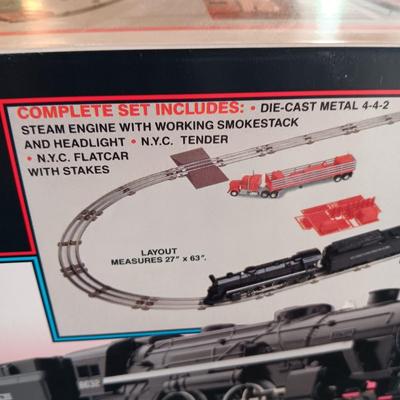 COMPLETE SET INCLUDES: • DIE-CAST METAL 4-4-2
STEAM ENGINE WITH WORKING SMOKESTACK
AND HEADLIGHT • N.Y.C. TENDER
• N.Y.C. FLATCAR
WITH STAKES
LAYOUT
MEASURES 27" x 63".
8632